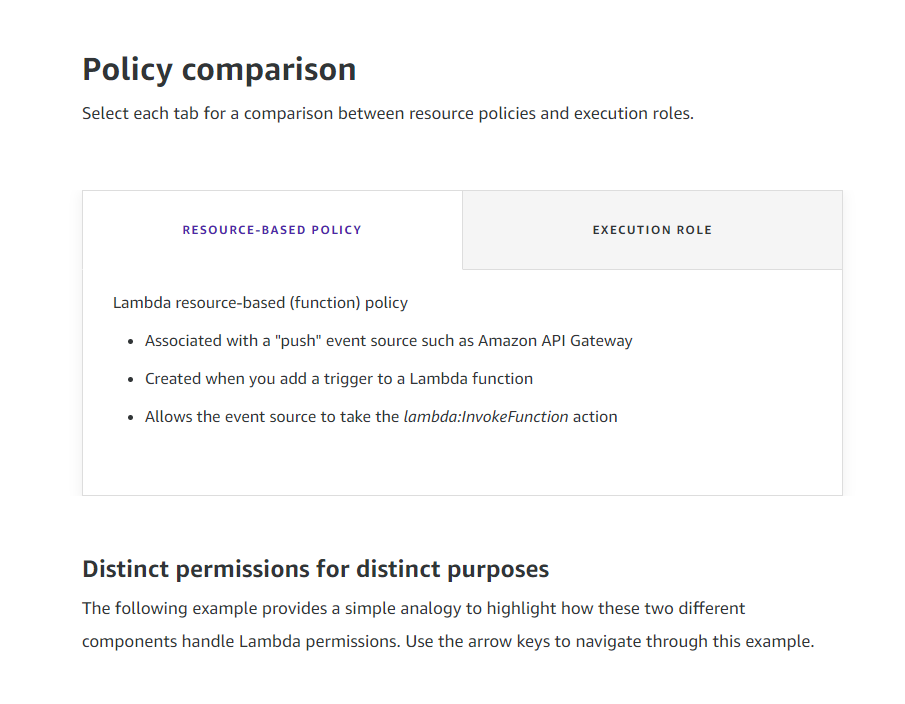 Policy comparison
Select each tab for a comparison between resource policies and execution roles.
RESOURCE-BASED POLICY
EXECUTION ROLE
Lambda resource-based (function) policy
• Associated with a "push" event source such as Amazon API Gateway
• Created when you add a trigger to a Lambda function
• Allows the event source to take the lambda:InvokeFunction action
Distinct permissions for distinct purposes
The following example provides a simple analogy to highlight how these two different
components handle Lambda permissions. Use the arrow keys to navigate through this example.